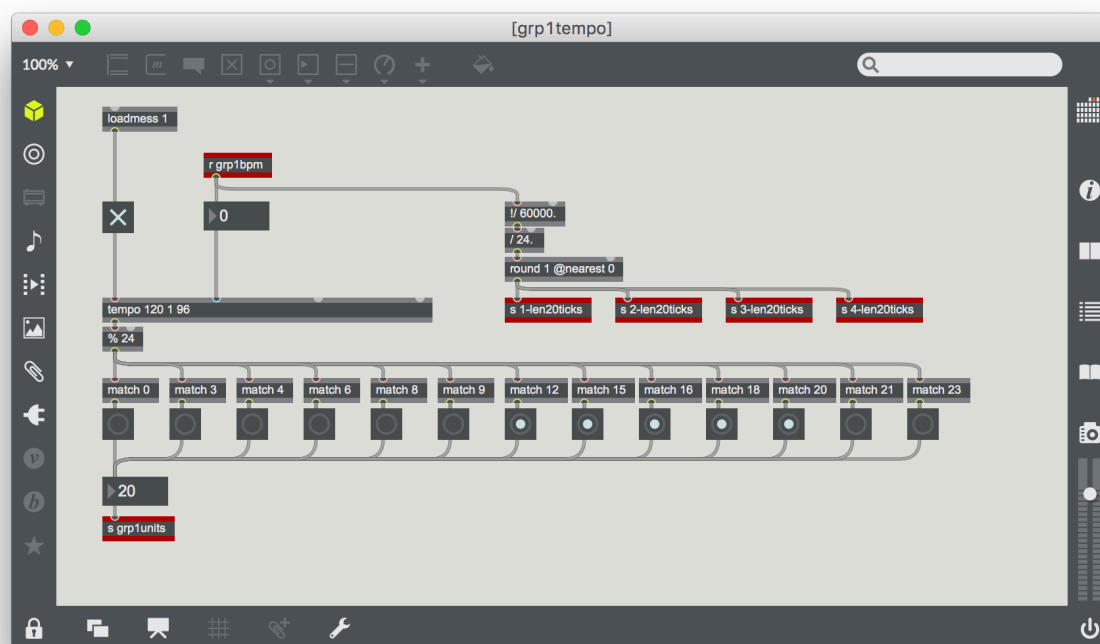 [grp1tempo]
100%
loadmess 1
r grp1bpm
0
!/ 60000.
/ 24.
round 1 @nearest 0
tempo 120 1 96
s 1-len20ticks
s 2-len20ticks
s 3-len20ticks
s 4-len20ticks
% 24
match 0
match 3
match 4
match 6
match 8
match 9
match 12
match 15
match 16
match 18
match 20
match 21
match 23
20
s grp1units